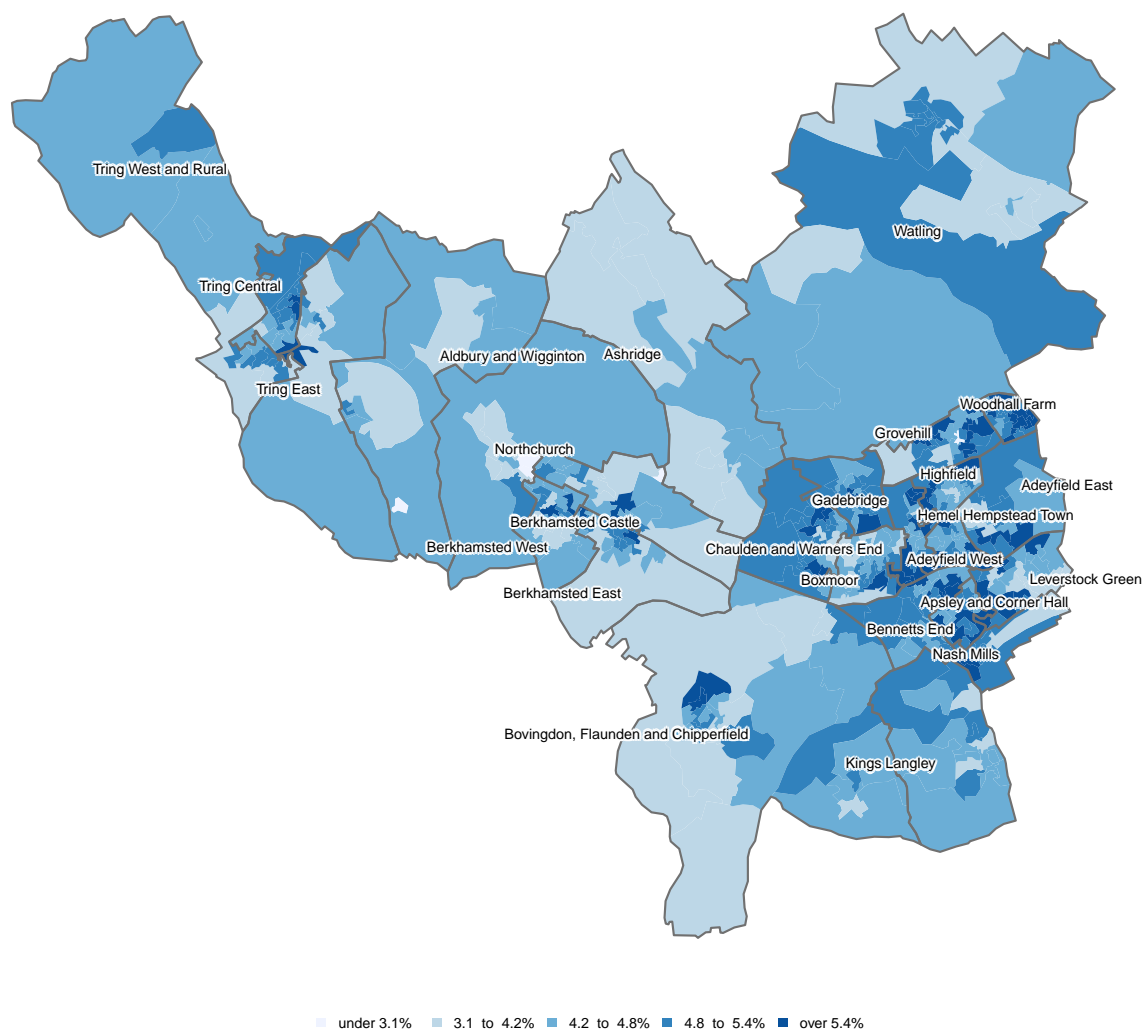 Tring West and Rural
Watling
Tring Central
Aldbury and Wigginton
Ashridge
Tring East
Woodhall Farm
Grovehill
Northchurch
Highfield
Adeyfield East
Gadebridge
Hemel Hempstead Town
Berkhamsted Castle
Berkhamsted West
Chaulden and Warners End
Adeyfield West
Boxmoor
Leverstock Green
Berkhamsted East
Apsley and Corner Hall
Bennetts End
Nash Mills
Bovingdon, Flaunden and Chipperfield
Kings Langley
under 3.1% 3.1 to 4.2% 4.2 to 4.8% 4.8 to 5.4% over 5.4%